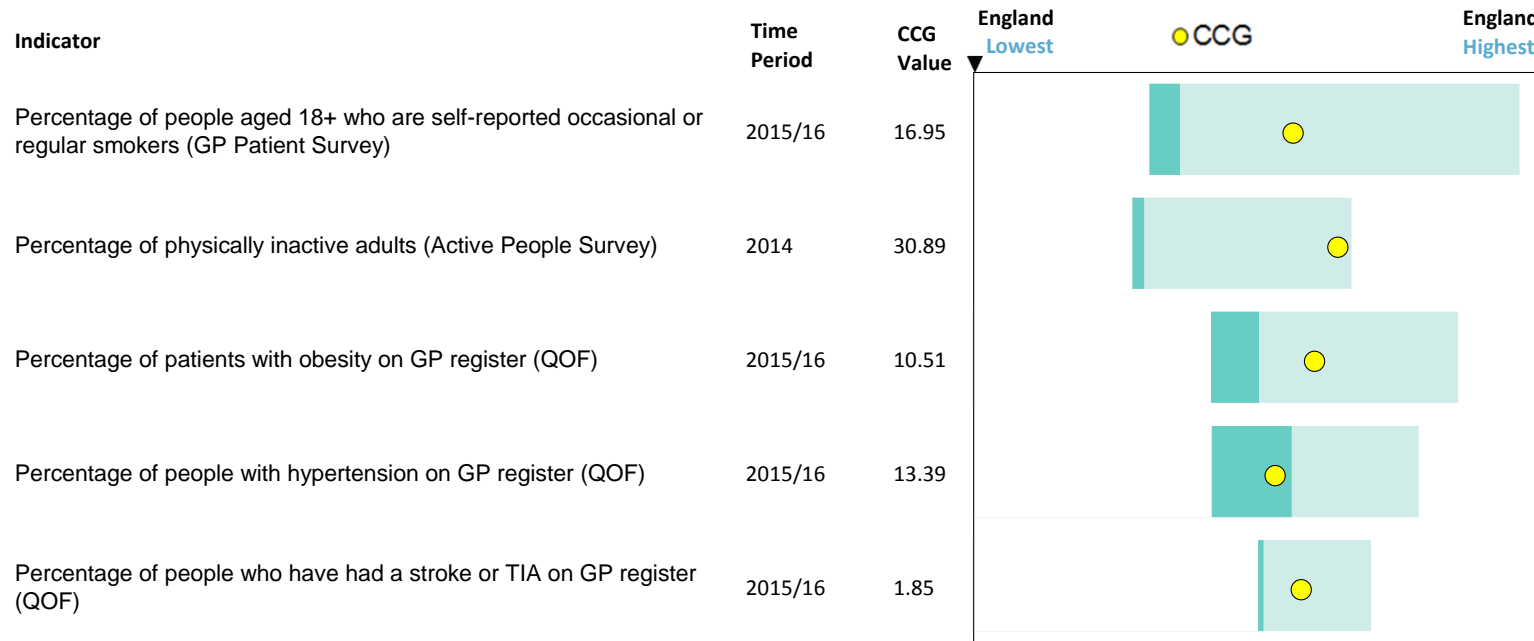 Indicator
Time
Period
CCG
Value
England
Lowest
CCG
England
Highest
Percentage of people aged 18+ who are self-reported occasional or
regular smokers (GP Patient Survey)
2015/16
16.95
Percentage of physically inactive adults (Active People Survey)
2014
30.89
Percentage of patients with obesity on GP register (QOF)
2015/16
10.51
Percentage of people with hypertension on GP register (QOF)
2015/16
13.39
Percentage of people who have had a stroke or TIA on GP register
(QOF)
2015/16
1.85